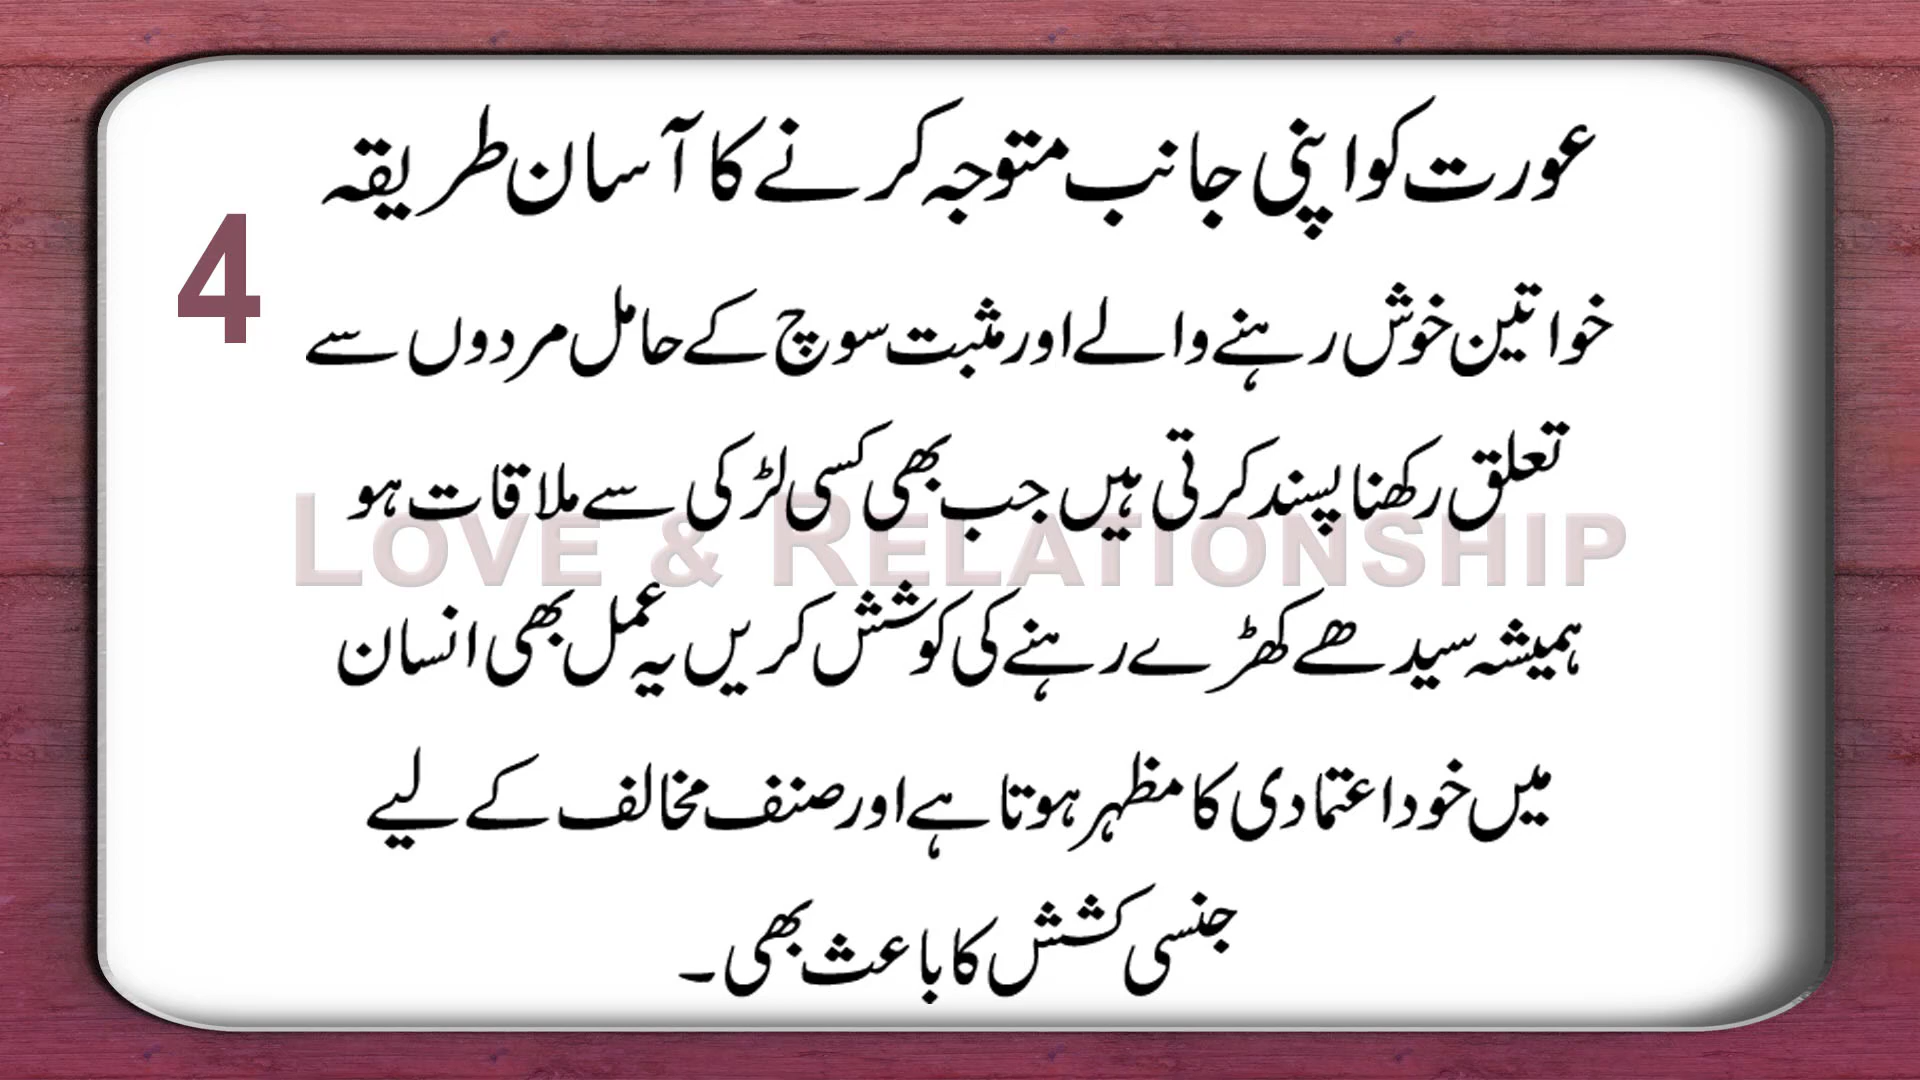 عورت کو اپنی جانب متوجہ کرنے کا آسان طریقہ
4
خواتین خوش رہنے والے اور مثبت سوچ کے حامل مردوں سے
تعلق رکھنا پسند کرتی ہیں جب بھی کسی لڑکی سے ملاقات ہو
LOVE & RELATIONSHIP
ہمیشہ سیدھے کھڑے رہنے کی کوشش کریں یہ عمل بھی انسان
میں خود اعتمادی کا مظہر ہوتا ہے اور صنف مخالف کے لیے
جنسی کشش کا باعث بھی۔